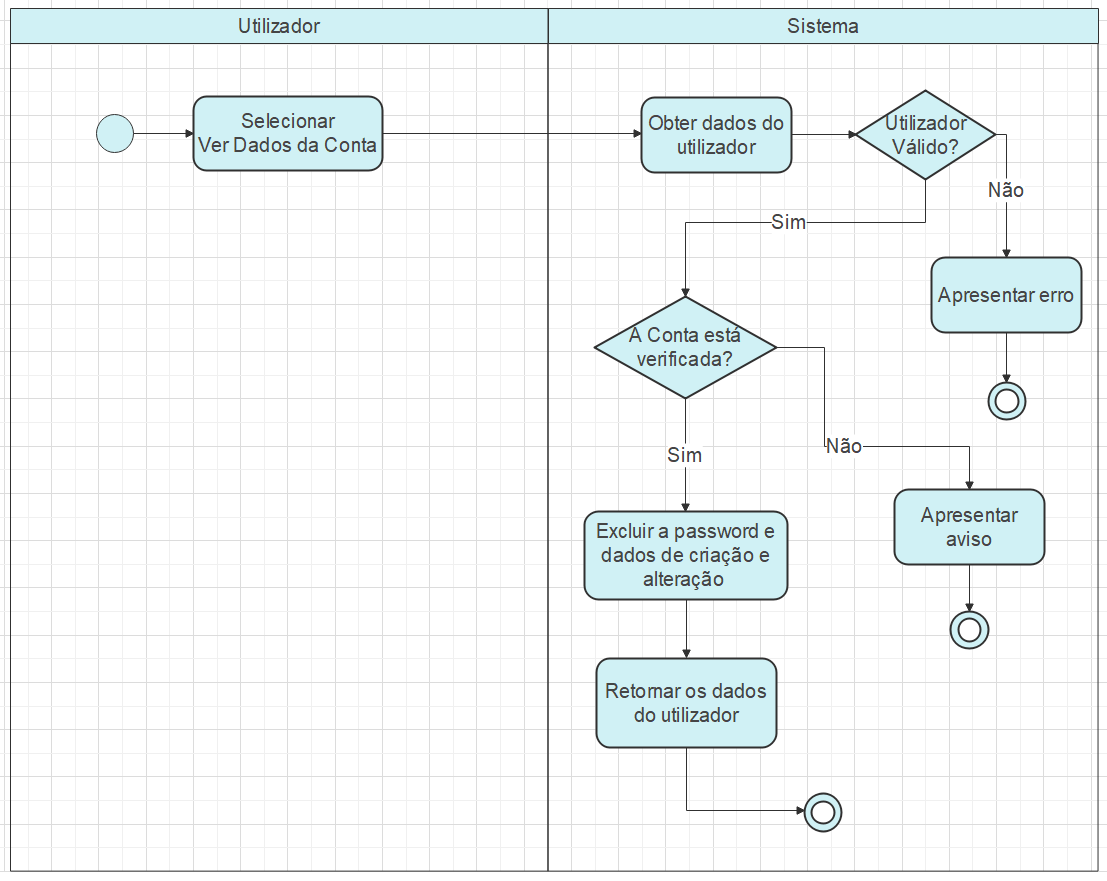 Utilizador
Sistema
Selecionar
Ver Dados da Conta
Obter dados do
utilizador
Utilizador
Válido?
Não
Sim
Apresentar erro
A Conta está
verificada?
Não
Sim
Apresentar
aviso
Excluir a password e
dados de criação e
alteração
Retornar os dados
do utilizador